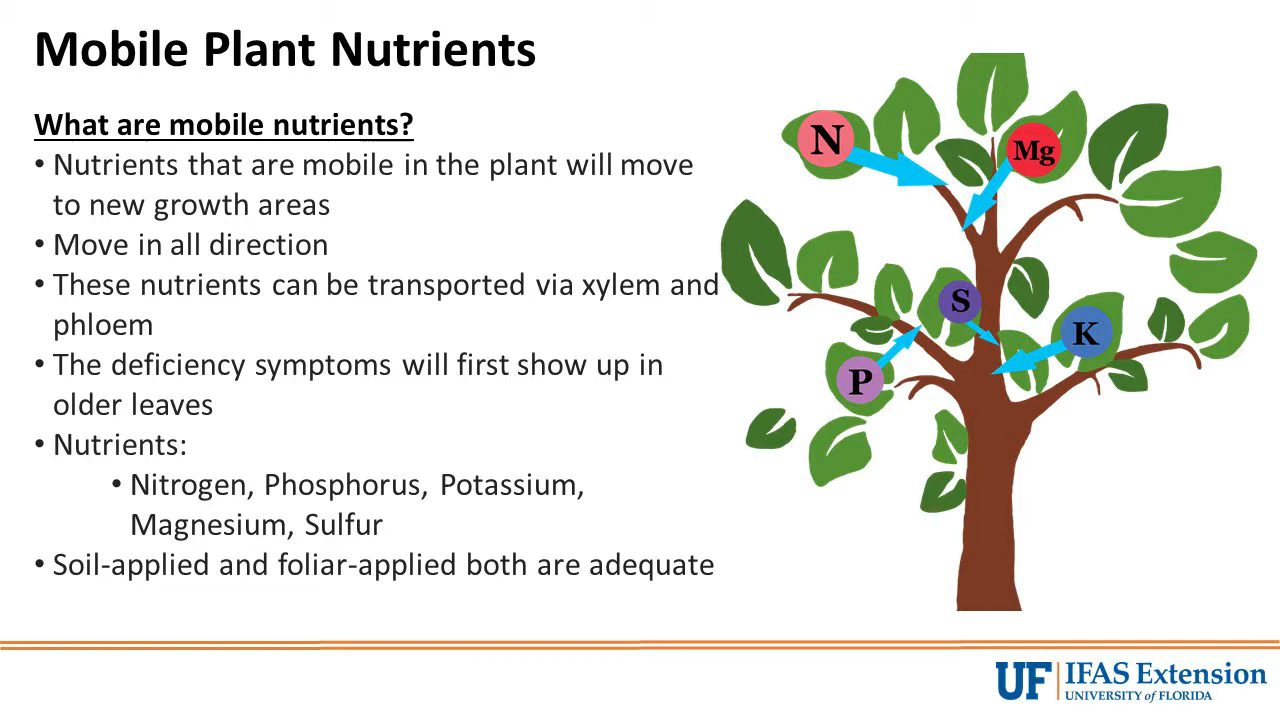 Mobile Plant Nutrients
What are mobile nutrients?
• Nutrients that are mobile in the plant will move
to new growth areas
• Move in all direction
• These nutrients can be transported via xylem and
phloem
• The deficiency symptoms will first show up in
older leaves
• Nutrients:
• Nitrogen, Phosphorus, Potassium,
Magnesium, Sulfur
• Soil-applied and foliar-applied both are adequate
N
Mg
S
K
P
UF | IFAS Extension
UNIVERSITY of FLORIDA